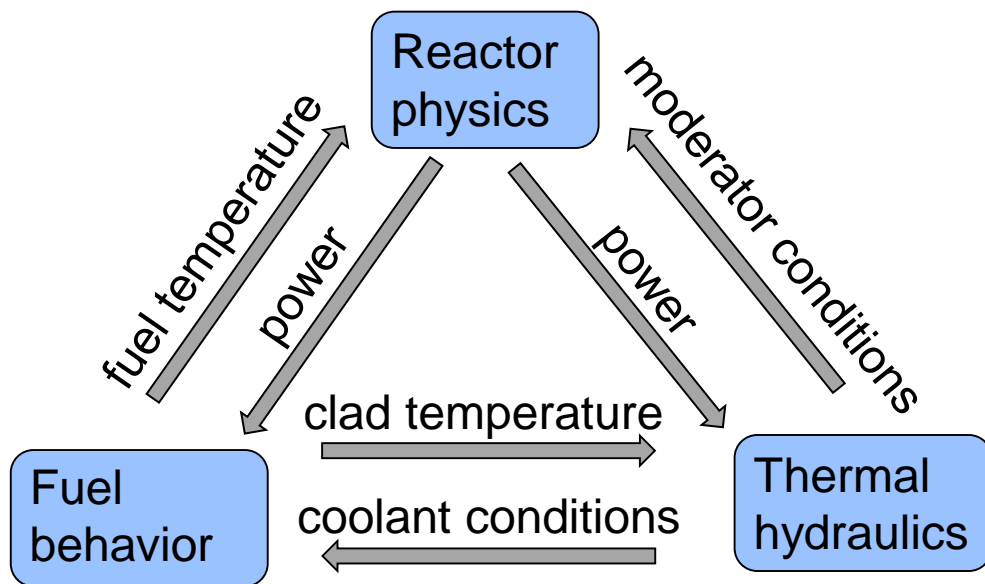 Reactor
physics
fuel temperature
power
power
moderator conditions
clad temperature
Fuel
behavior
coolant conditions
Thermal
hydraulics